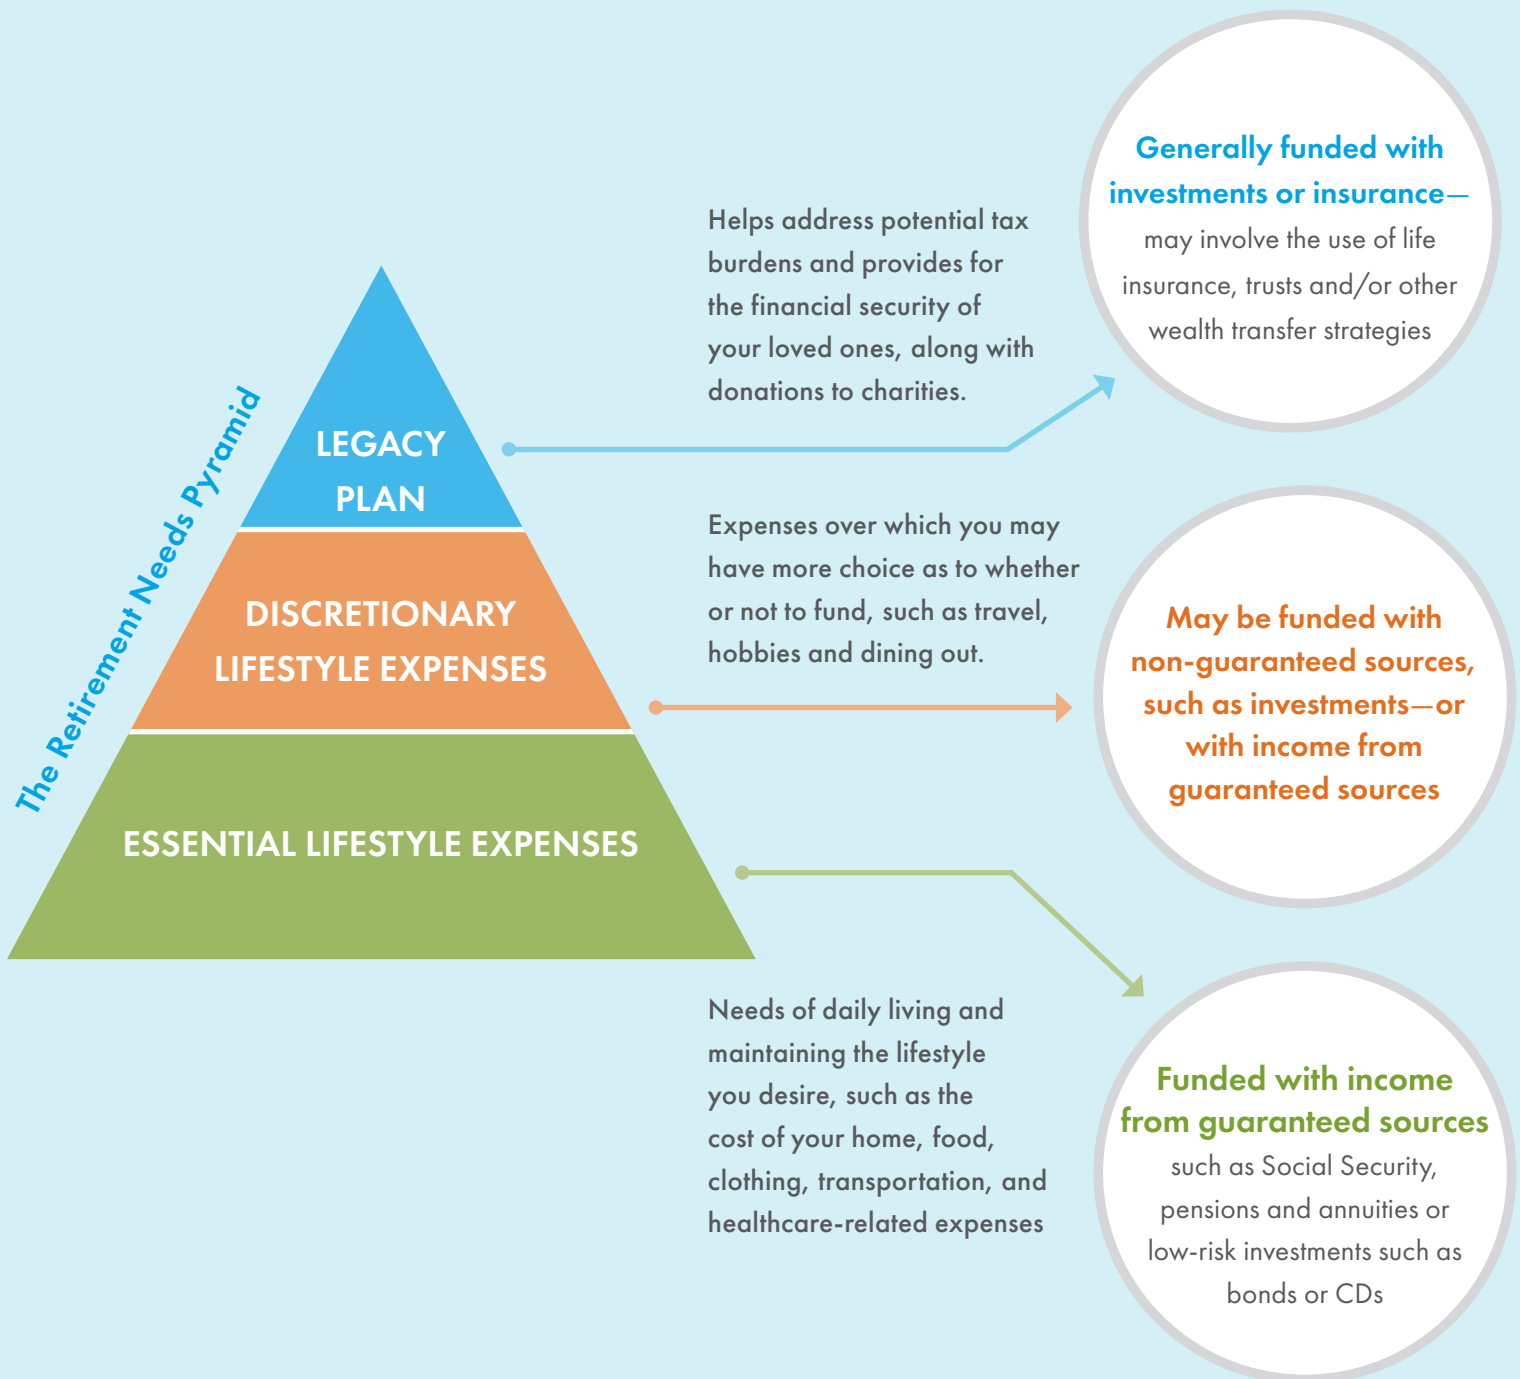 The Retirement Needs Pyramid
LEGACY
PLAN
Helps address potential tax
burdens and provides for
the financial security of
your loved ones, along with
donations to charities.
Generally funded with
investments or insurance—
may involve the use of life
insurance, trusts and/or other
wealth transfer strategies
DISCRETIONARY
LIFESTYLE EXPENSES
Expenses over which you may
have more choice as to whether
or not to fund, such as travel,
hobbies and dining out.
May be funded with
non-guaranteed sources,
such as investments—or
with income from
guaranteed sources
ESSENTIAL LIFESTYLE EXPENSES
Needs of daily living and
maintaining the lifestyle
you desire, such as the
cost of your home, food,
clothing, transportation, and
healthcare-related expenses
Funded with income
from guaranteed sources
such as Social Security,
pensions and annuities or
low-risk investments such as
bonds or CDs